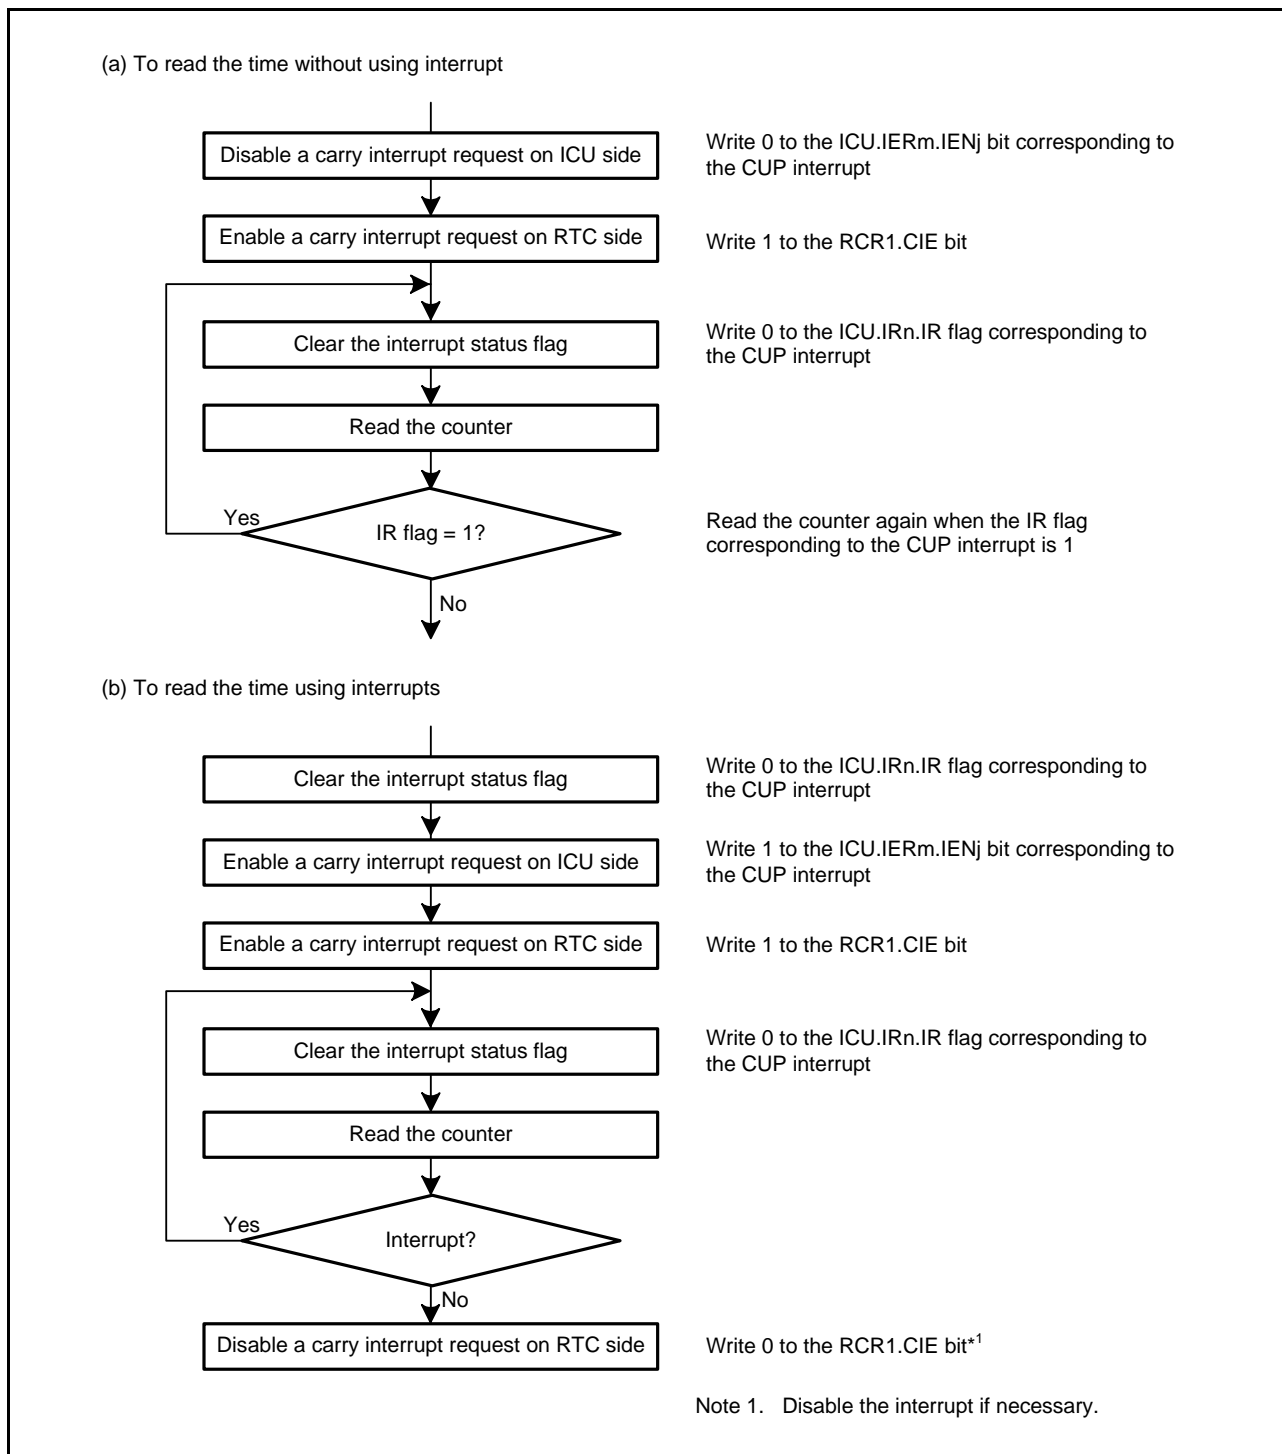 (a) To read the time without using interrupt
Disable a carry interrupt request on ICU side
Write 0 to the ICU.IERm.IENj bit corresponding to
the CUP interrupt
Enable a carry interrupt request on RTC side
Write 1 to the RCR1.CIE bit
Clear the interrupt status flag
Write 0 to the ICU.IRn.IR flag corresponding to
the CUP interrupt
Read the counter
Yes
IR flag = 1?
Read the counter again when the IR flag
corresponding to the CUP interrupt is 1
No
(b) To read the time using interrupts
Clear the interrupt status flag
Write 0 to the ICU.IRn.IR flag corresponding to
the CUP interrupt
Enable a carry interrupt request on ICU side
Write 1 to the ICU.IERm.IENj bit corresponding to
the CUP interrupt
Enable a carry interrupt request on RTC side
Write 1 to the RCR1.CIE bit
Clear the interrupt status flag
Write 0 to the ICU.IRn.IR flag corresponding to
the CUP interrupt
Read the counter
Yes
Interrupt?
No
Disable a carry interrupt request on RTC side
Write 0 to the RCR1.CIE bit*1
Note 1. Disable the interrupt if necessary.